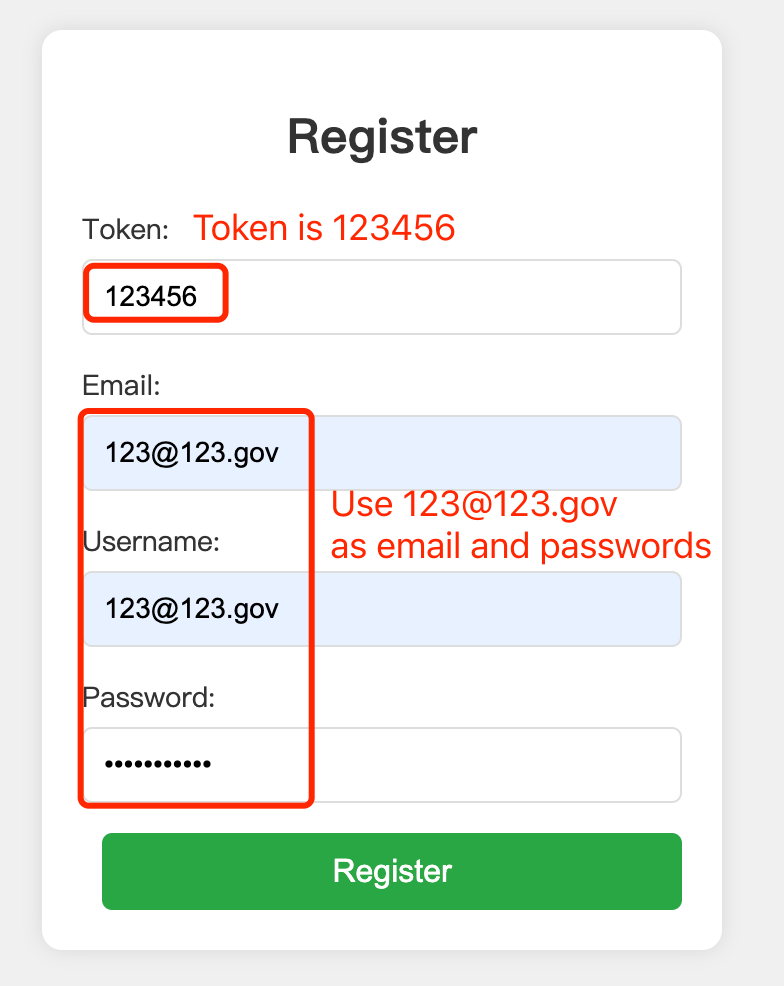 Register
Token: Token is 123456
123456
Email:
123@123.gov
Use 123@123.gov
as email and passwords
Username:
123@123.gov
Password:
•••••••••••
Register